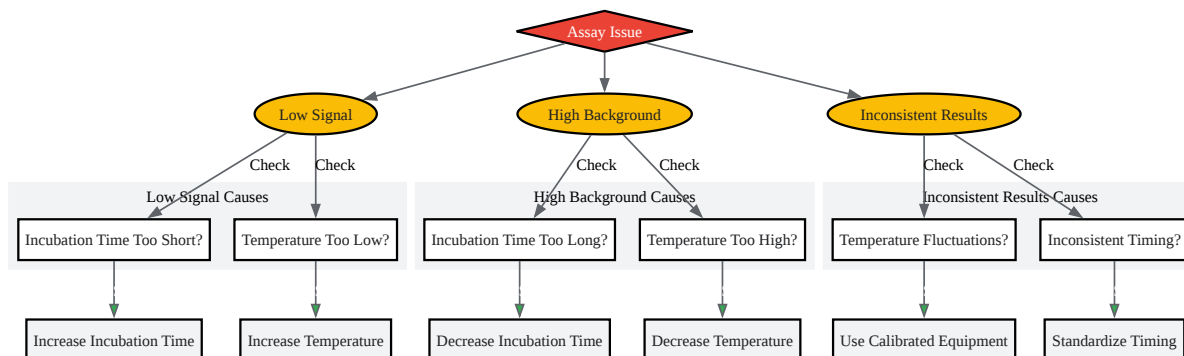 Assay Issue
Low Signal
High Background
Inconsistent Results
Check
Check
Check
Check
Check
Check
Low Signal Causes
High Background Causes
Inconsistent Results Causes
Incubation Time Too Short?
Temperature Too Low?
Incubation Time Too Long?
Temperature Too High?
Temperature Fluctuations?
Inconsistent Timing?
Increase Incubation Time
Increase Temperature
Decrease Incubation Time
Decrease Temperature
Use Calibrated Equipment
Standardize Timing